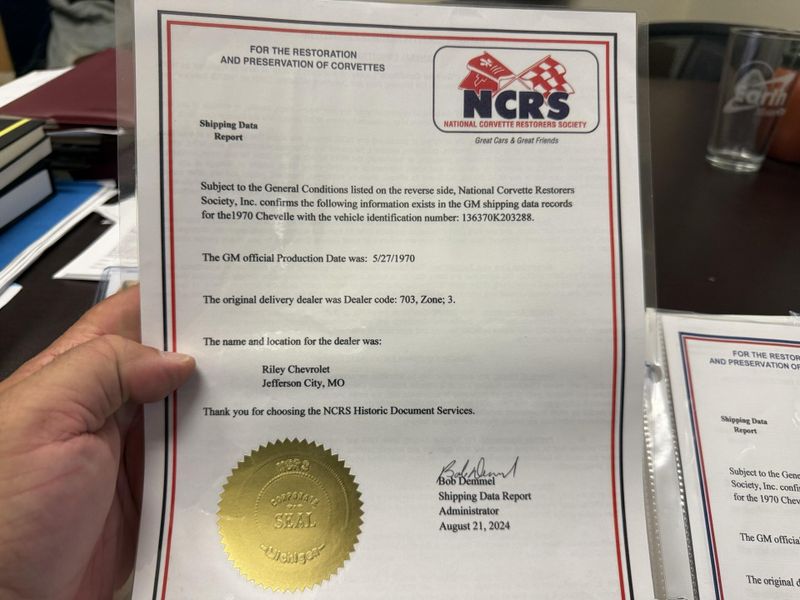 FOR THE RESTORATION
AND PRESERVATION OF CORVETTES
NCRS
NATIONAL CORVETTE RESTORERS SOCIETY
Great Cars & Great Friends
Shipping Data
Report
Subject to the General Conditions listed on the reverse side, National Corvette Restorers
Society, Inc. confirms the following information exists in the GM shipping data records
for the1970 Chevelle with the vehicle identification number: 136370K203288.
The GM official Production Date was: 5/27/1970
The original delivery dealer was Dealer code: 703, Zone; 3.
The name and location for the dealer was:
Riley Chevrolet
Jefferson City, MO
Thank you for choosing the NCRS Historic Document Services.
NCRS
CORPORATE
SEAL
Michigan
Bob Demmel
Bob Demmel
Shipping Data Report
Administrator
August 21, 2024
FOR THE RESTOR
AND PRESERVATION OF
Shipping Data
Report
Subject to the Gene
Society, Inc. confi
for the 1970 Chev
The GM officia
The original d